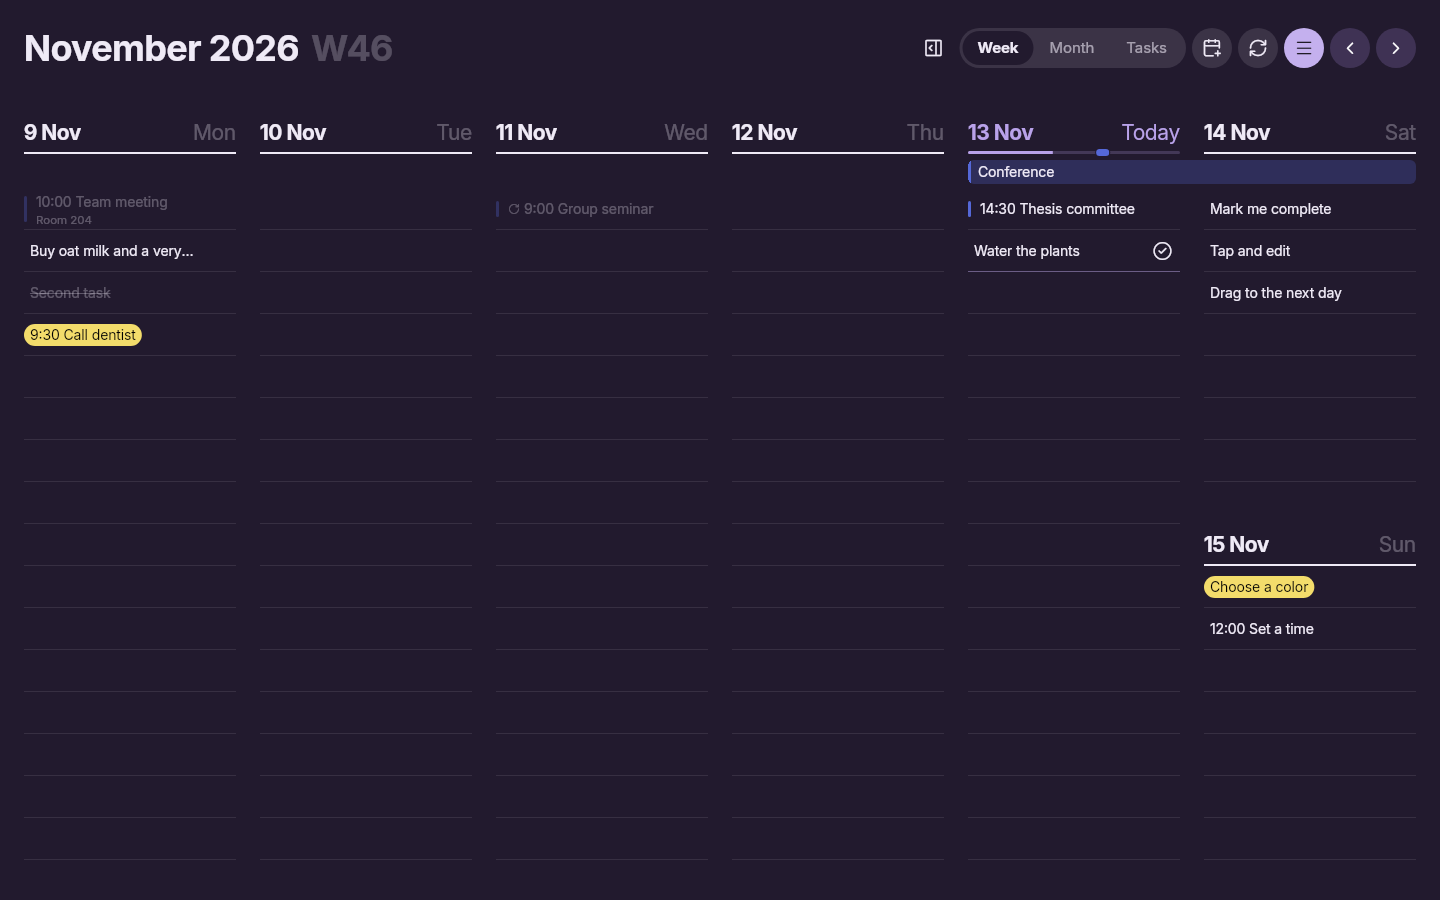 November 2026 W46
Week
Month
Tasks
9 Nov Mon
10:00 Team meeting
Room 204
Buy oat milk and a very...
Second task
9:30 Call dentist
10 Nov Tue
11 Nov Wed
9:00 Group seminar
12 Nov Thu
13 Nov Today
Conference
14:30 Thesis committee
Water the plants
14 Nov Sat
Mark me complete
Tap and edit
Drag to the next day
15 Nov Sun
Choose a color
12:00 Set a time